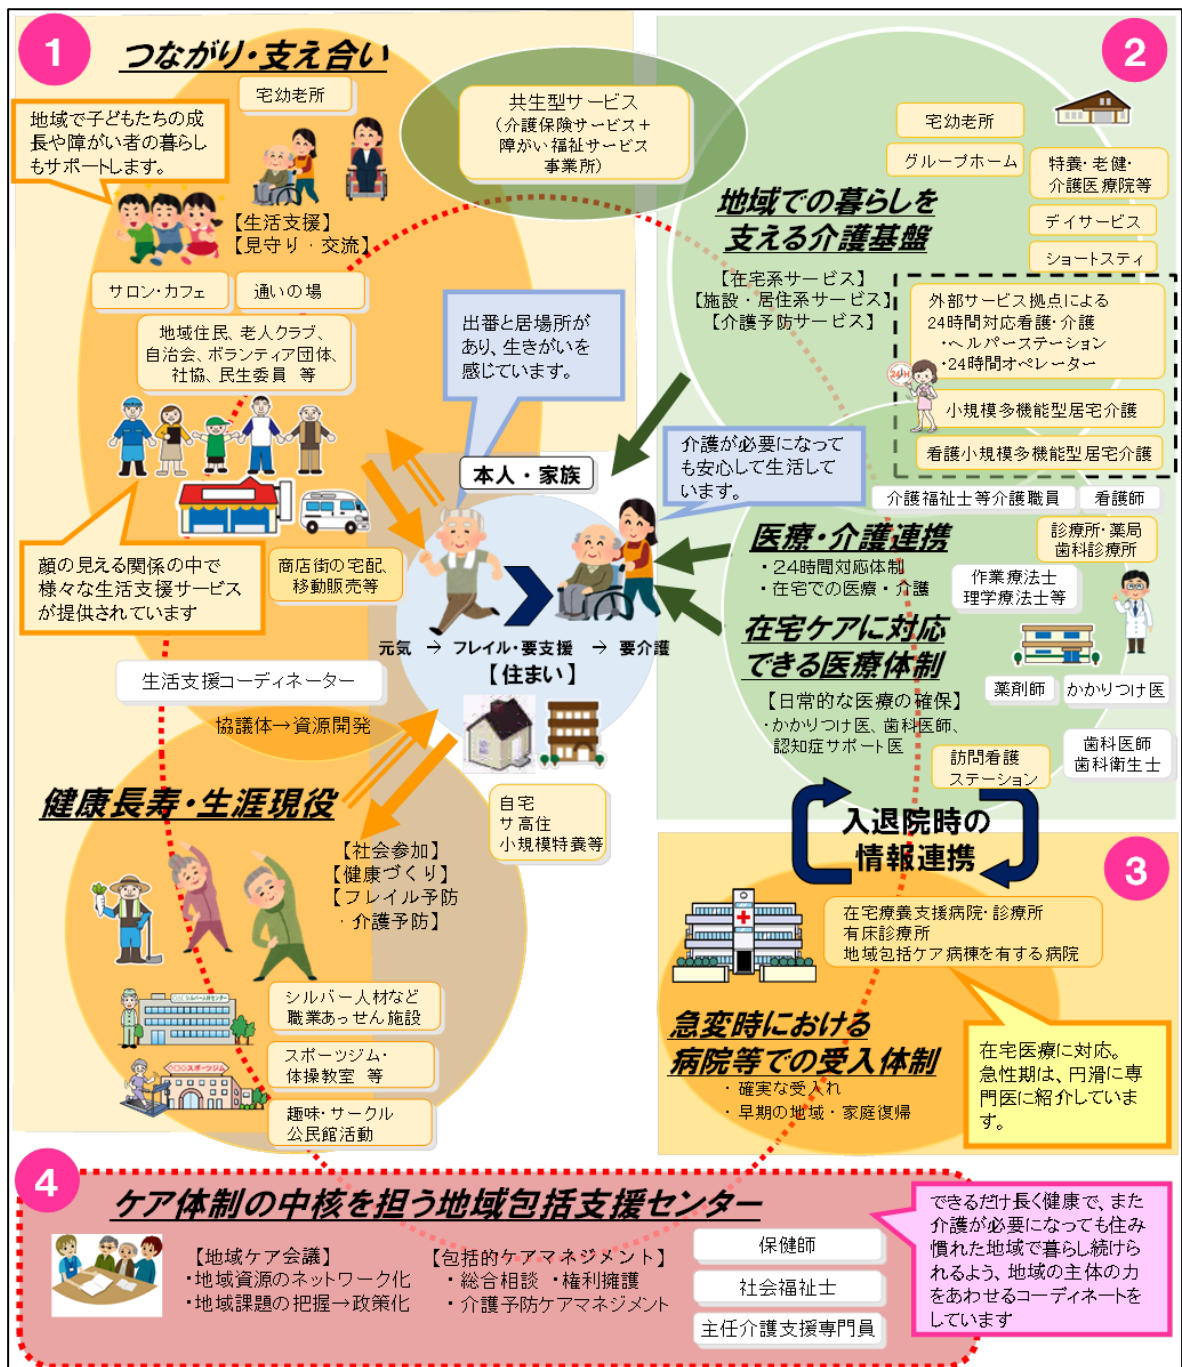 1
つながり・支え合い
宅幼老所
地域で子どもたちの成
長や障がい者の暮らし
もサポートします。
【生活支援】
【見守り・交流】
サロン・カフェ
通いの場
地域住民、老人クラブ、
自治会、ボランティア団体、
社協、民生委員 等
顔の見える関係の中で
様々な生活支援サービス
が提供されています
商店街の宅配、
移動販売等
生活支援コーディネーター
協議体→資源開発
健康長寿・生涯現役
【社会参加】
【健康づくり】
【フレイル予防
・介護予防】
シルバー人材センター
シルバー人材など
職業あっせん施設
スポーツジム
スポーツジム・
体操教室 等
趣味・サークル
公民館活動
共生型サービス
（介護保険サービス＋
障がい福祉サービス
事業所）
出番と居場所が
あり、生きがいを
感じています。
本人・家族
介護が必要になって
も安心して生活して
います。
元気 → フレイル・要支援 → 要介護
【住まい】
自宅
サ高住
小規模特養等
2
宅幼老所
グループホーム
特養・老健・
介護医療院等
デイサービス
ショートスティ
地域での暮らしを
支える介護基盤
【在宅系サービス】
【施設・居住系サービス】
【介護予防サービス】
外部サービス拠点による
24時間対応看護・介護
・ヘルパーステーション
・24時間オペレーター
24H
小規模多機能型居宅介護
看護小規模多機能型居宅介護
介護福祉士等介護職員
看護師
医療・介護連携
・24時間対応体制
・在宅での医療・介護
診療所・薬局
歯科診療所
作業療法士
理学療法士等
在宅ケアに対応
できる医療体制
【日常的な医療の確保】
・かかりつけ医、歯科医師、
認知症サポート医
薬剤師
かかりつけ医
歯科医師
歯科衛生士
訪問看護
ステーション
入退院時の
情報連携
3
在宅療養支援病院・診療所
有床診療所
地域包括ケア病棟を有する病院
急変時における
病院等での受入体制
・確実な受入れ
・早期の地域・家庭復帰
在宅医療に対応。
急性期は、円滑に専
門医に紹介していま
す。
4
ケア体制の中核を担う地域包括支援センター
【地域ケア会議】
・地域資源のネットワーク化
・地域課題の把握→政策化
【包括的ケアマネジメント】
・総合相談 ・権利擁護
・介護予防ケアマネジメント
保健師
社会福祉士
主任介護支援専門員
できるだけ長く健康で、また
介護が必要になっても住み
慣れた地域で暮らし続けら
れるよう、地域の主体の力
をあわせるコーディネートを
しています